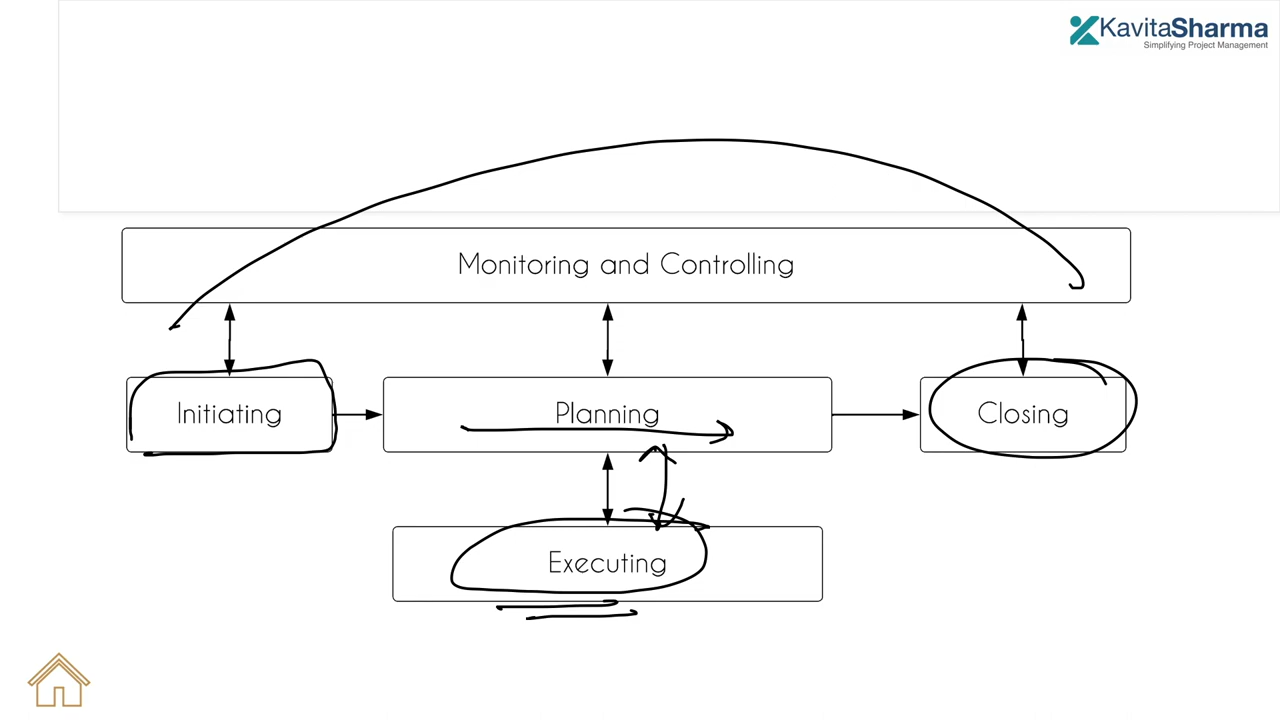 KavitaSharma
Simplifying Project Management
Monitoring and Controlling
Initiating
Planning
Closing
Executing